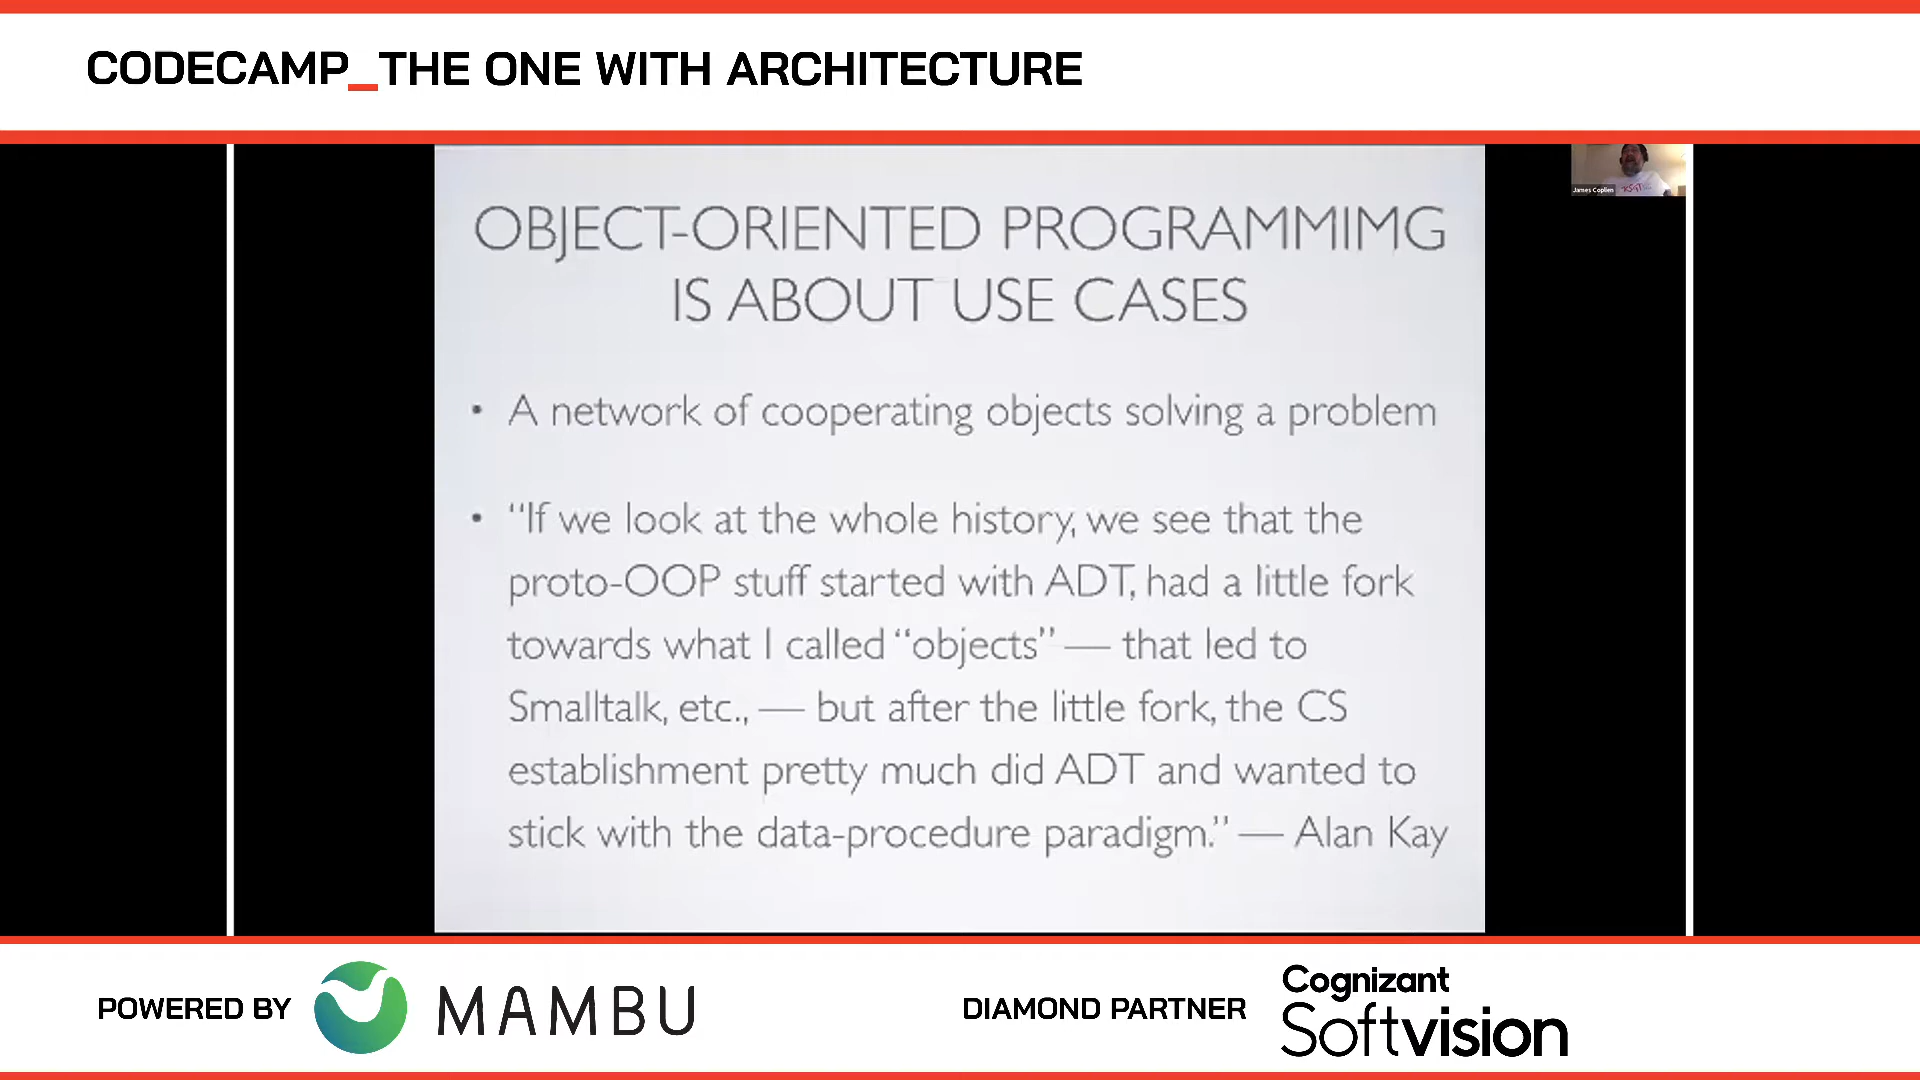 CODECAMP_THE ONE WITH ARCHITECTURE
James Coplien
OBJECT-ORIENTED PROGRAMMIMG
IS ABOUT USE CASES
• A network of cooperating objects solving a problem
• “If we look at the whole history, we see that the
proto-OOP stuff started with ADT, had a little fork
towards what I called “objects” — that led to
Smalltalk, etc., — but after the little fork, the CS
establishment pretty much did ADT and wanted to
stick with the data-procedure paradigm.” — Alan Kay
POWERED BY
MAMBU
DIAMOND PARTNER
Cognizant
Softvision